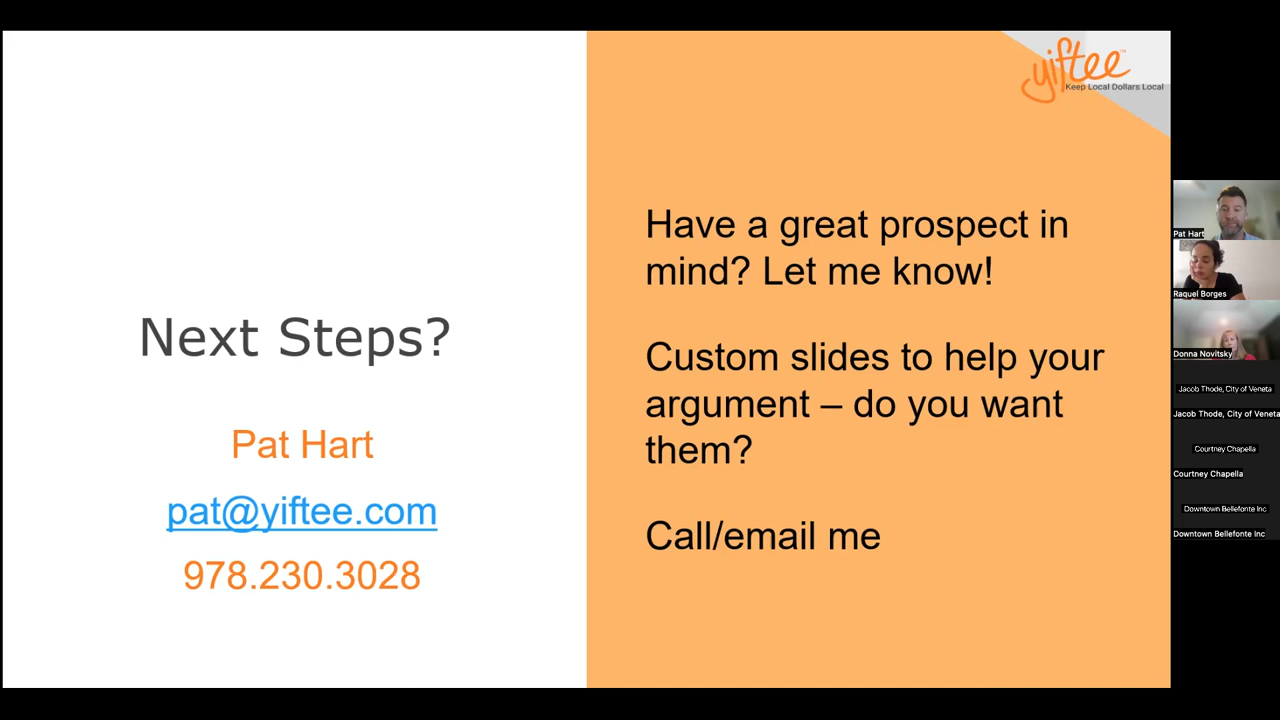 yiftee™
Keep Local Dollars Local
Next Steps?
Pat Hart
pat@yiftee.com
978.230.3028
Have a great prospect in
mind? Let me know!
Custom slides to help your
argument – do you want
them?
Call/email me
Pat Hart
Raquel Borges
Donna Novitsky
Jacob Thode, City of Veneta
Jacob Thode, City of Veneta
Courtney Chapella
Courtney Chapella
Downtown Bellefonte Inc
Downtown Bellefonte Inc